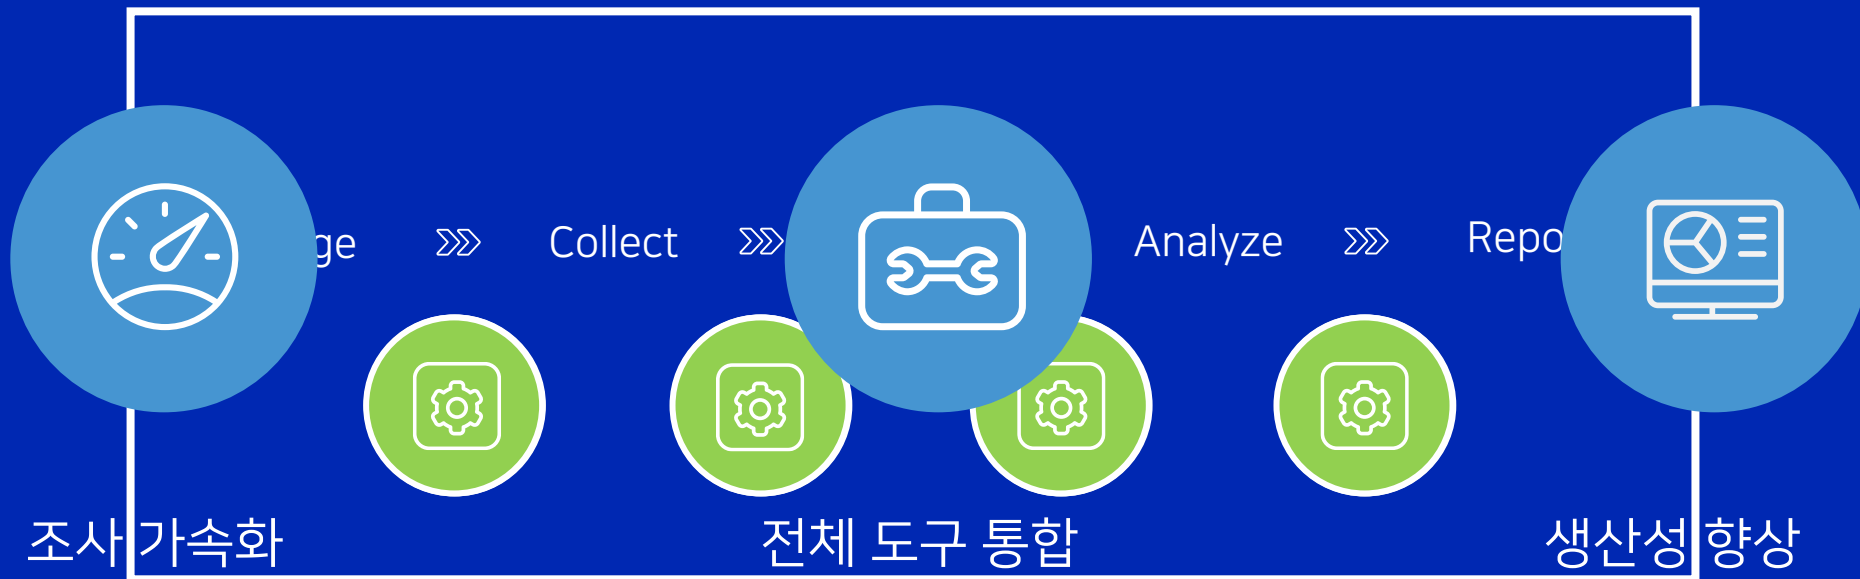 ge
Collect
Analyze
Repo
조사 가속화
전체 도구 통합
생산성 향상